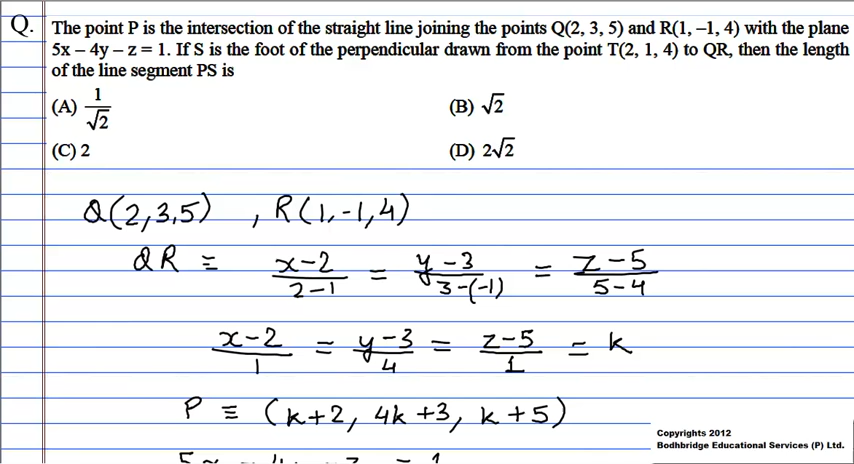 Q. The point P is the intersection of the straight line joining the points Q(2, 3, 5) and R(1, –1, 4) with the plane
5x – 4y – z = 1. If S is the foot of the perpendicular drawn from the point T(2, 1, 4) to QR, then the length
of the line segment PS is
(A) 1/√2 (B) √2
(C) 2 (D) 2√2
Q(2,3,5) , R(1,-1,4)
QR ≡ x-2/2-1 = y-3/3-(-1) = z-5/5-4
x-2/1 = y-3/4 = z-5/1 = k
P ≡ (k+2, 4k+3, k+5)
Copyrights 2012
Bodhbridge Educational Services (P) Ltd.